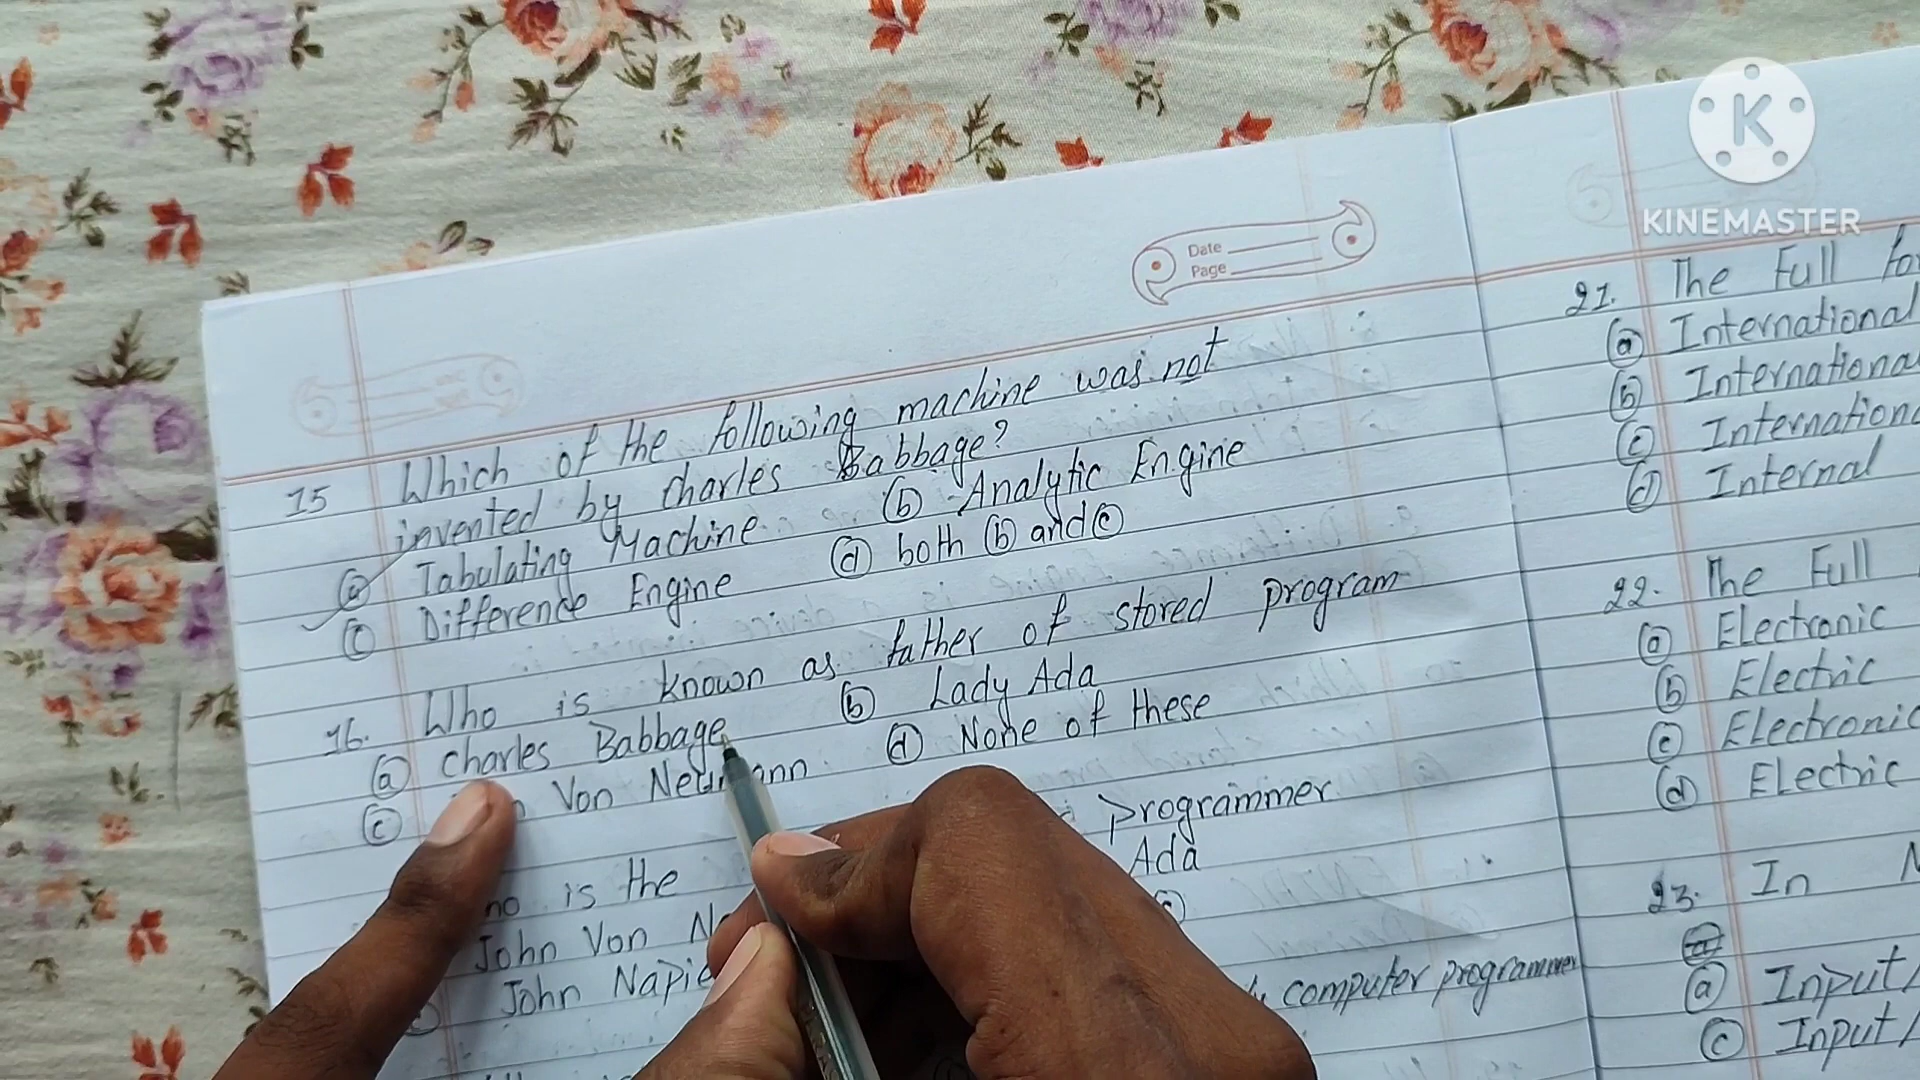 K
KINEMASTER
Date
Page
15 Which of the following machine was not
invented by charles Babbage?
(a) Tabulating Machine (b) Analytic Engine
(c) Difference Engine (d) both (b) and (c)
16. Who is known as father of stored program
(a) charles Babbage (b) Lady Ada
(c) Von Neumann (d) None of these
is the programmer
John Von Ada
John
computer programmer
21. The Full
(a) International
(b) International
(c) International
(d) Internal
22. The Full
(a) Electronic
(b) Electric
(c) Electronic
(d) Electric
23. In
(a) Input/
(c) Input/